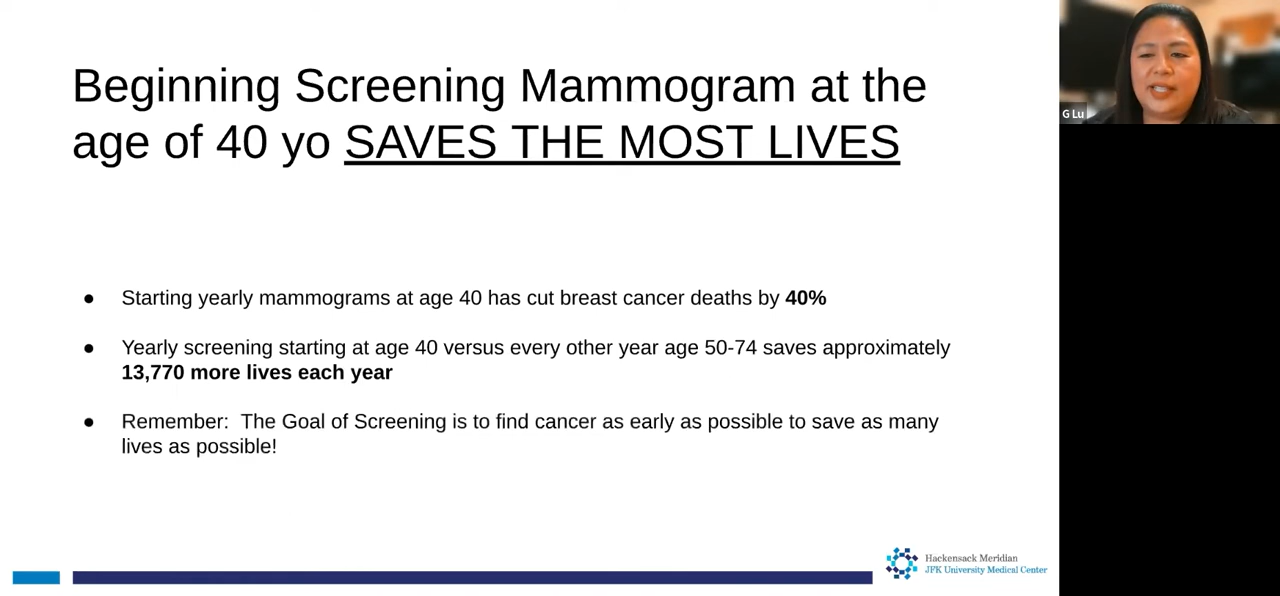 Beginning Screening Mammogram at the
age of 40 yo SAVES THE MOST LIVES
● Starting yearly mammograms at age 40 has cut breast cancer deaths by 40%
● Yearly screening starting at age 40 versus every other year age 50-74 saves approximately
13,770 more lives each year
● Remember:  The Goal of Screening is to find cancer as early as possible to save as many
lives as possible!
Hackensack Meridian
JFK University Medical Center
G Lu